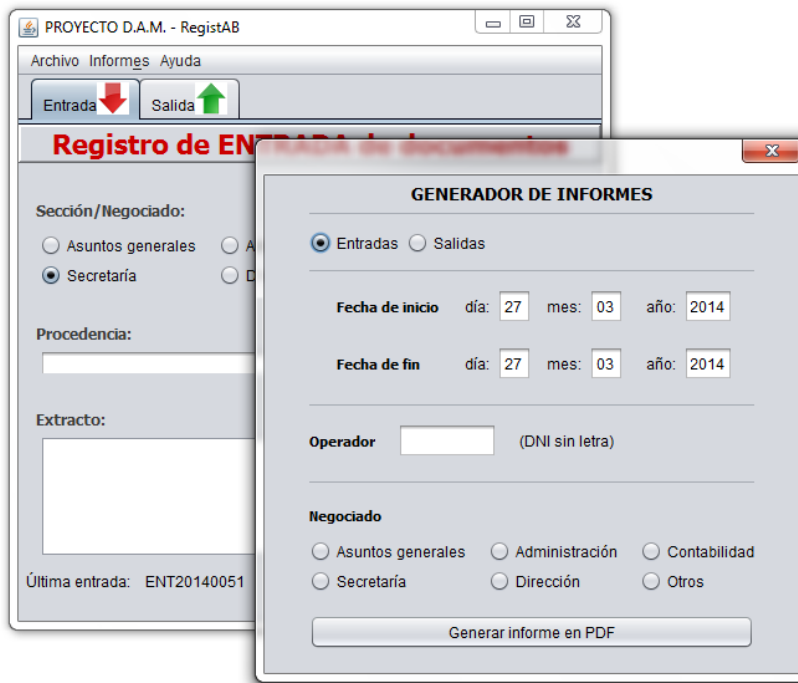 PROYECTO D.A.M. - RegistAB
Archivo Informes Ayuda
Entrada Salida
Registro de ENTRADA de documentos
Sección/Negociado:
Asuntos generales A
Secretaría D
Procedencia:
Extracto:
Última entrada: ENT20140051
GENERADOR DE INFORMES
Entradas Salidas
Fecha de inicio día: 27 mes: 03 año: 2014
Fecha de fin día: 27 mes: 03 año: 2014
Operador (DNI sin letra)
Negociado
Asuntos generales Administración Contabilidad
Secretaría Dirección Otros
Generar informe en PDF